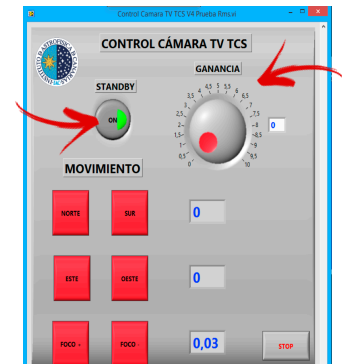 Control Camara TV TCS V4 Prueba Rms.vi
CONTROL CÁMARA TV TCS
GANANCIA
STANDBY
ON
0
0,5
1
1,5
2
2,5
3
3,5
4
4,5
5
5,5
6
6,5
7
7,5
8
8,5
9
9,5
10
0
MOVIMIENTO
NORTE
SUR
0
ESTE
OESTE
0
FOCO +
FOCO -
0,03
STOP